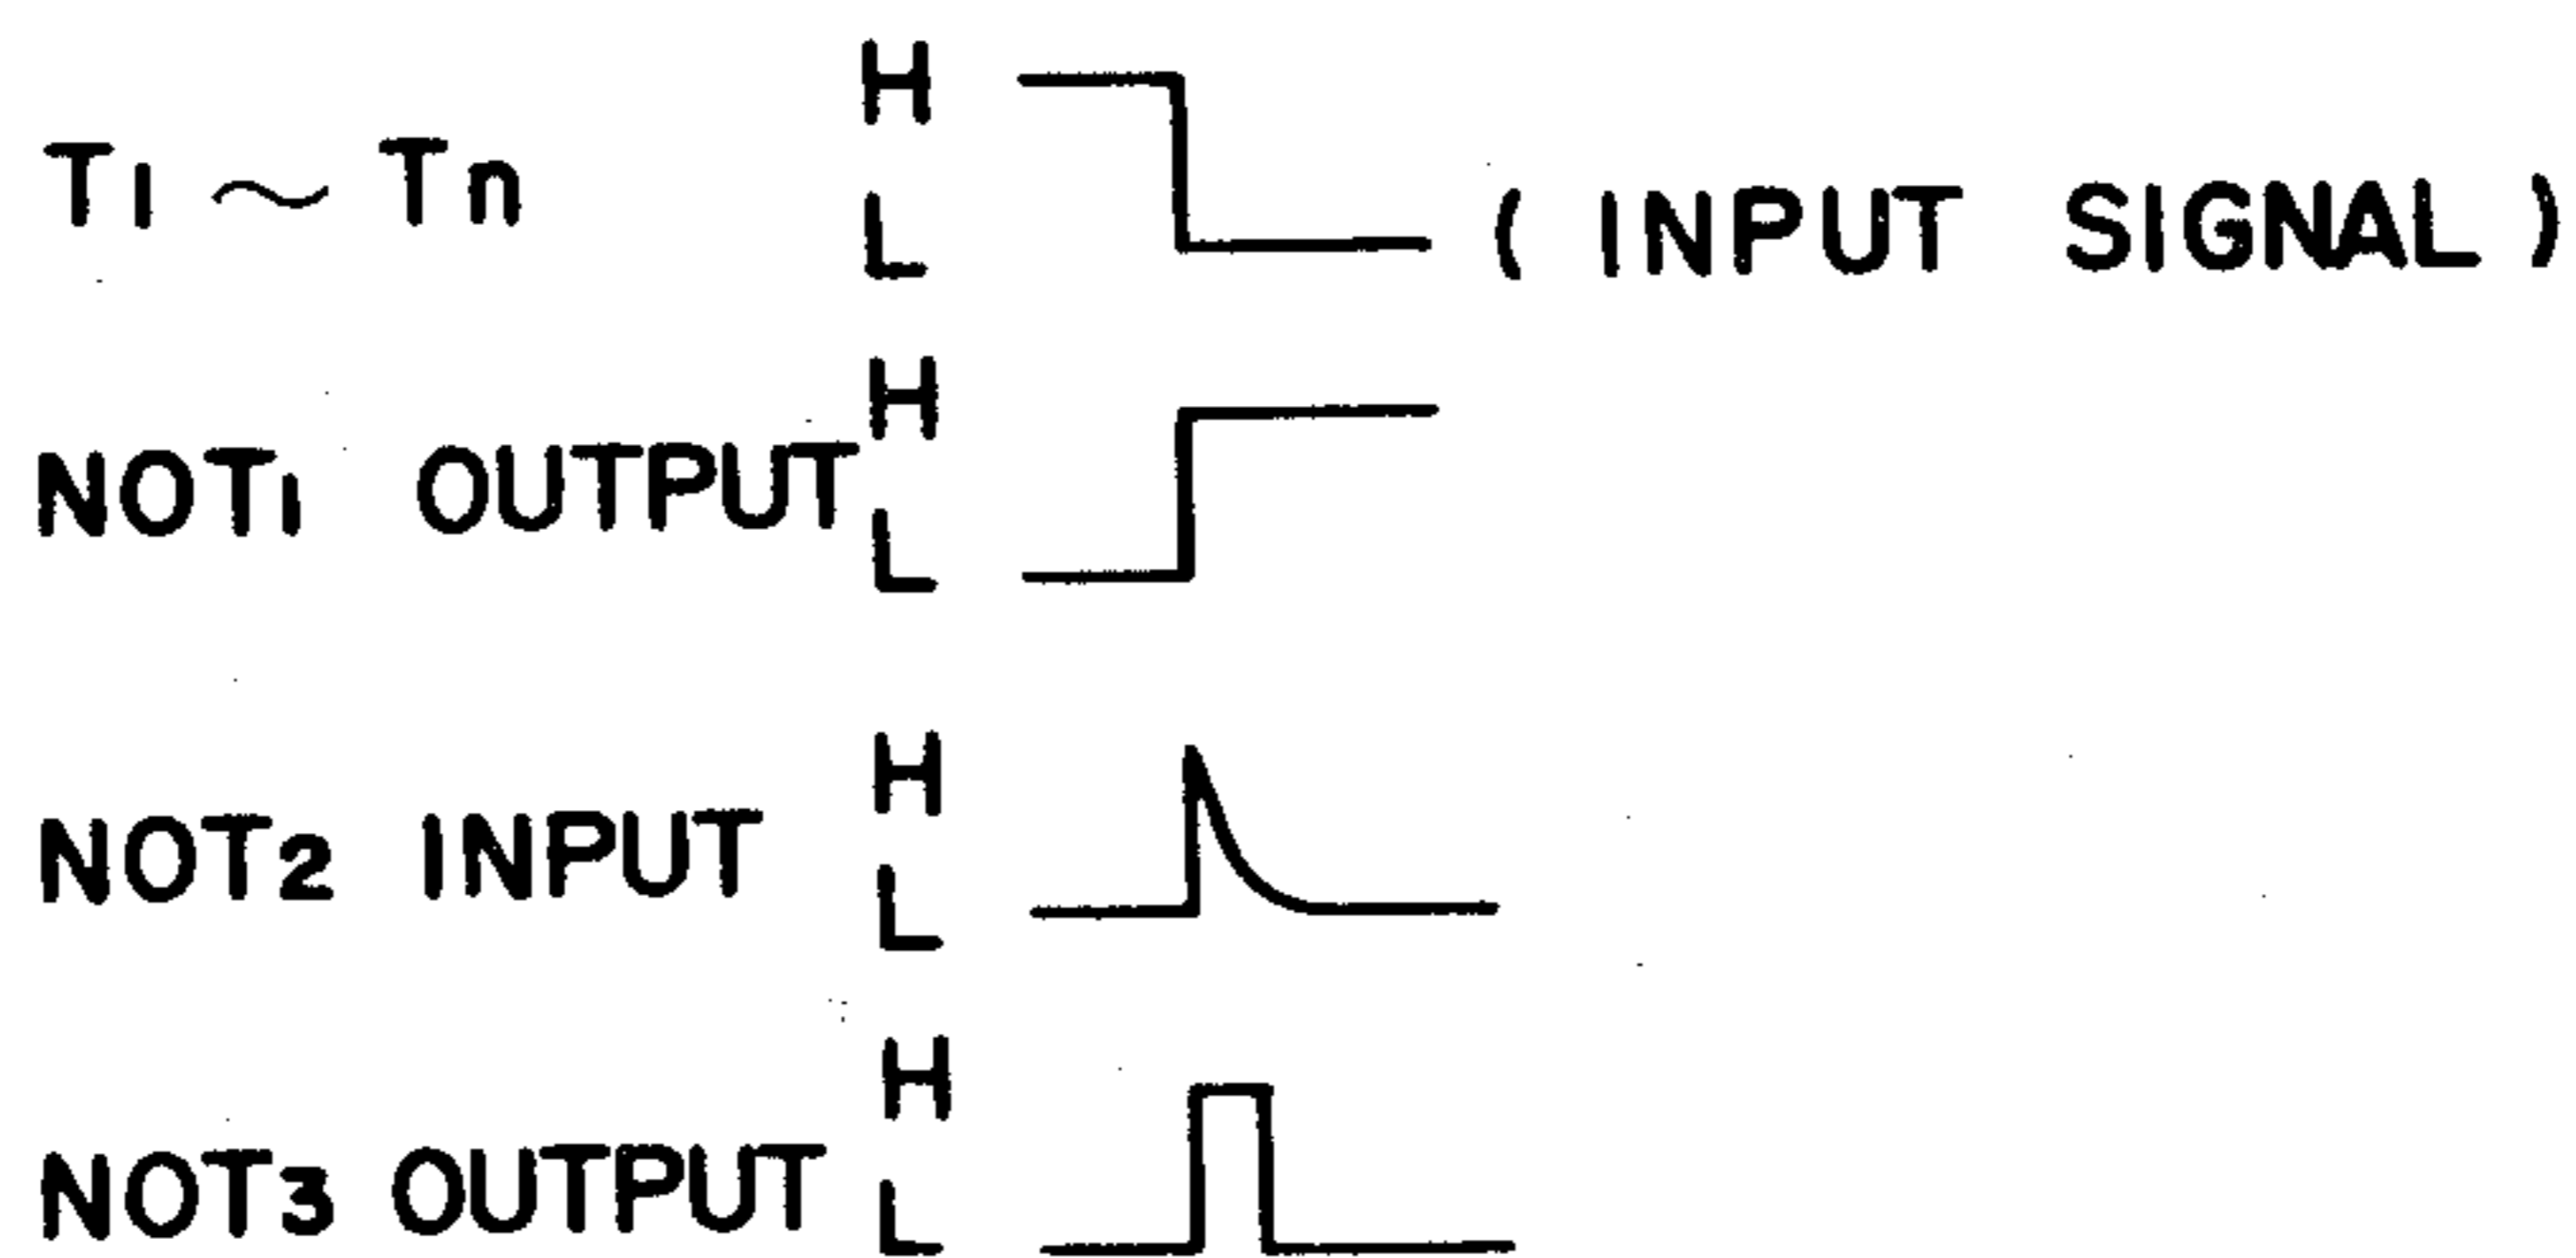 H
T1 ~ Tn
L
( INPUT SIGNAL )
H
NOT1 OUTPUT
L
H
NOT2 INPUT
L
H
NOT3 OUTPUT
L